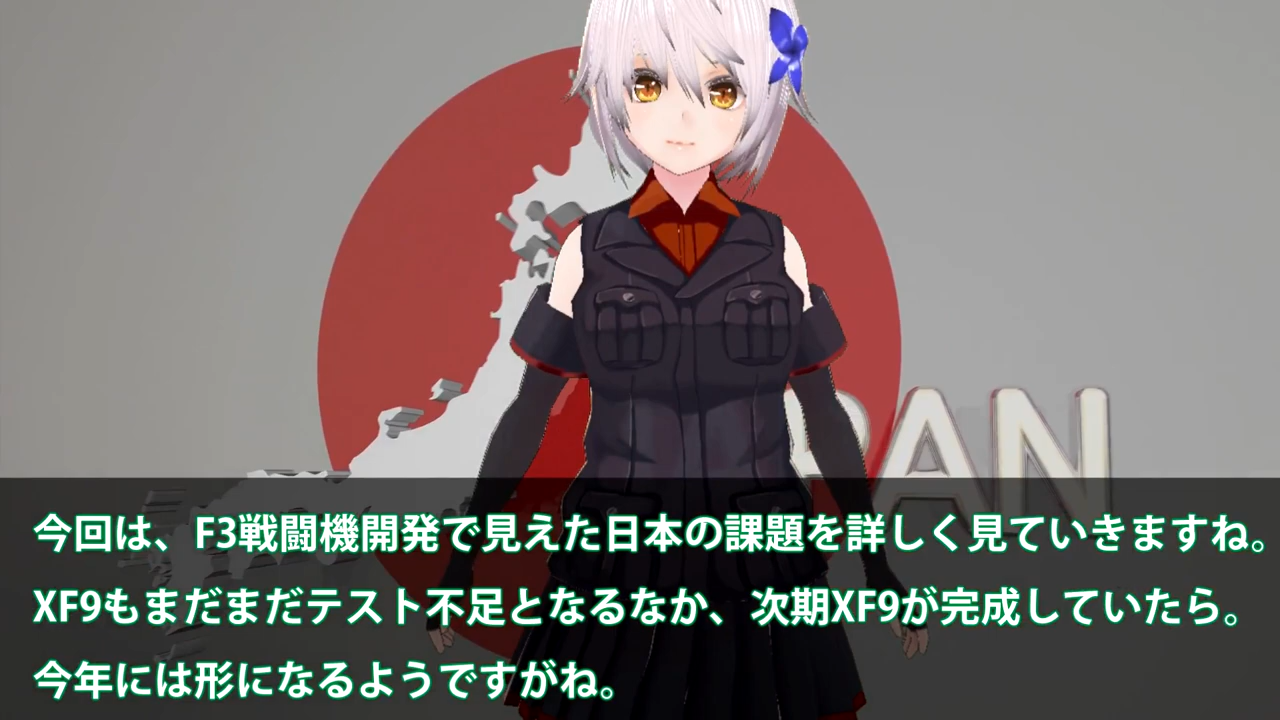 PAN
今回は、F3戦闘機開発で見えた日本の課題を詳しく見ていきますね。
XF9もまだまだテスト不足となるなか、次期XF9が完成していたら。
今年には形になるようですがね。